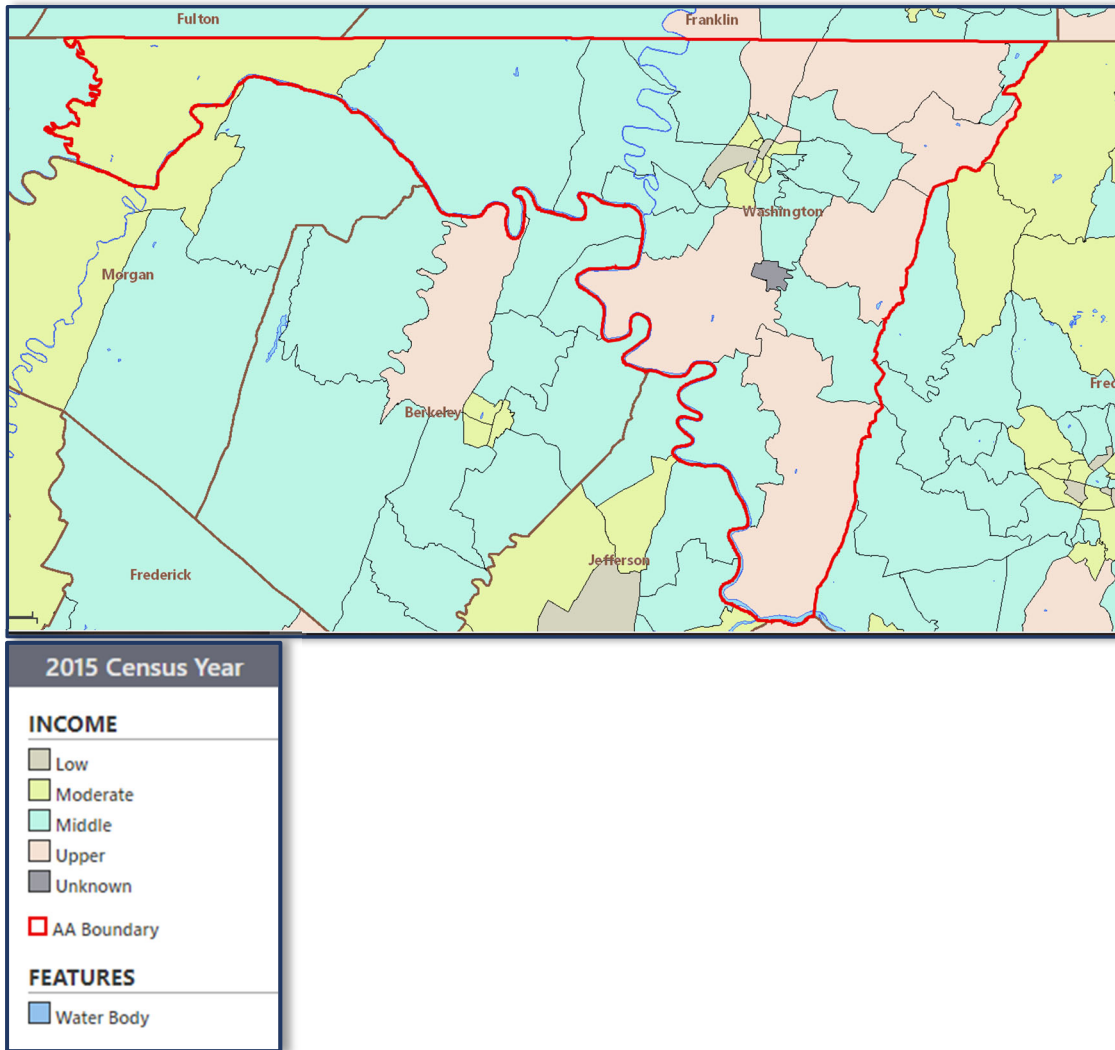 Fulton
Franklin
Washington
Morgan
Berkeley
Fred
Jefferson
Frederick
2015 Census Year
INCOME
Low
Moderate
Middle
Upper
Unknown
AA Boundary
FEATURES
Water Body